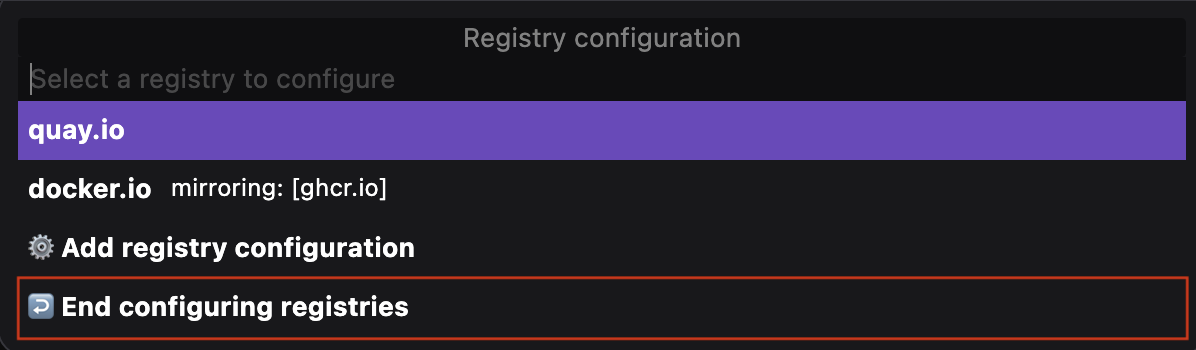 Registry configuration
Select a registry to configure
quay.io
docker.io mirroring: [ghcr.io]
Add registry configuration
End configuring registries